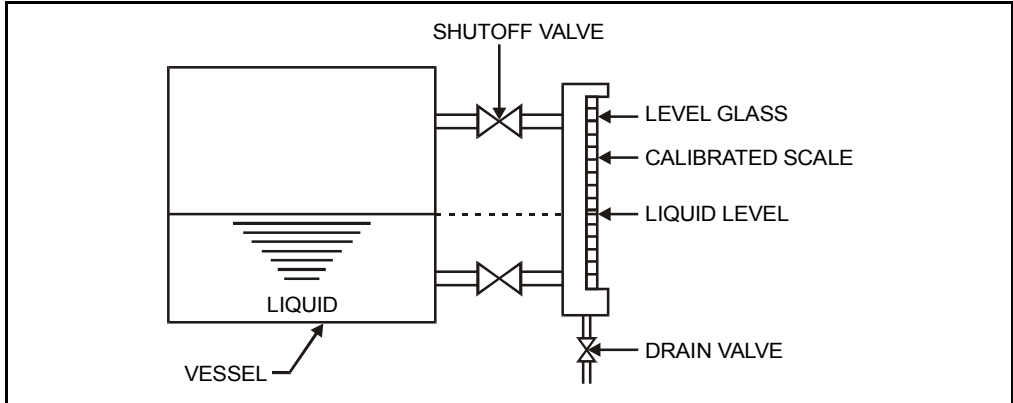 SHUTOFF VALVE
LEVEL GLASS
CALIBRATED SCALE
LIQUID LEVEL
LIQUID
DRAIN VALVE
VESSEL